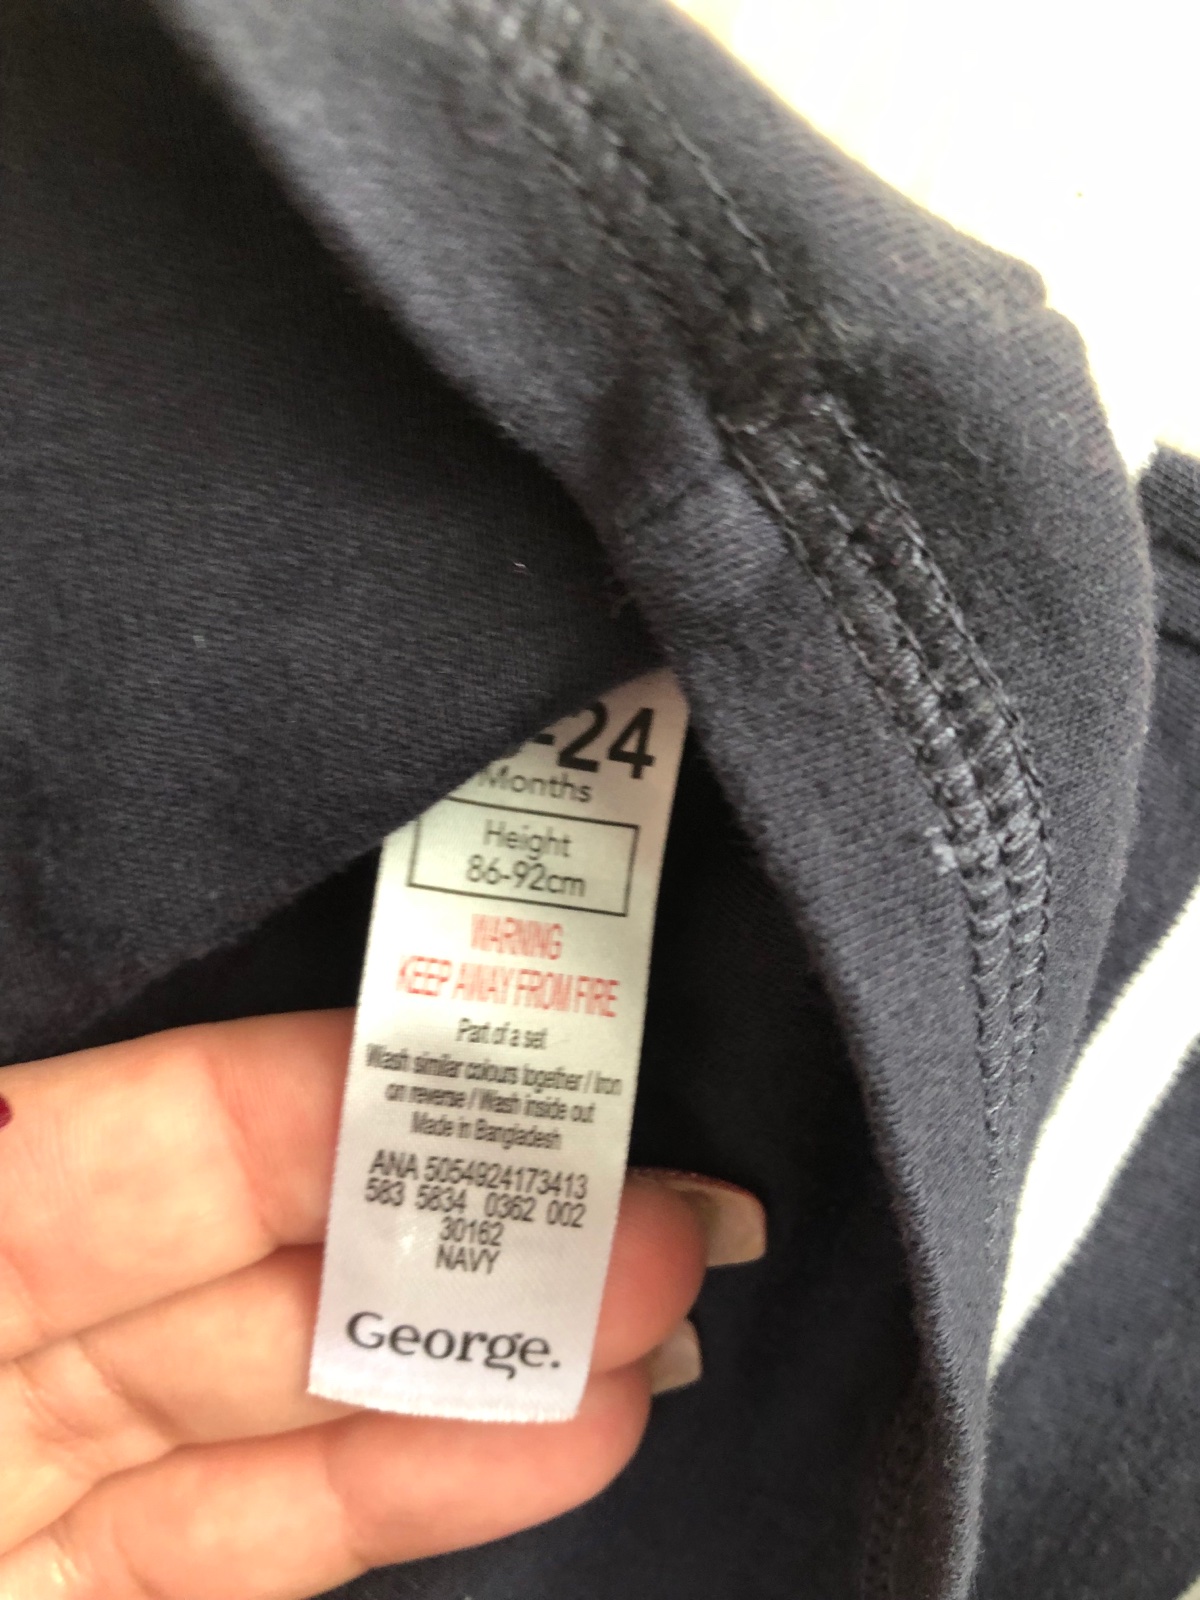 -24
Months
Height
86-92cm
WARNING
KEEP AWAY FROM FIRE
Part of a set
Wash similar colours together / Iron
on reverse / Wash inside out
Made in Bangladesh
ANA 5054924173413
583 5834 0362 002
30162
NAVY
George.